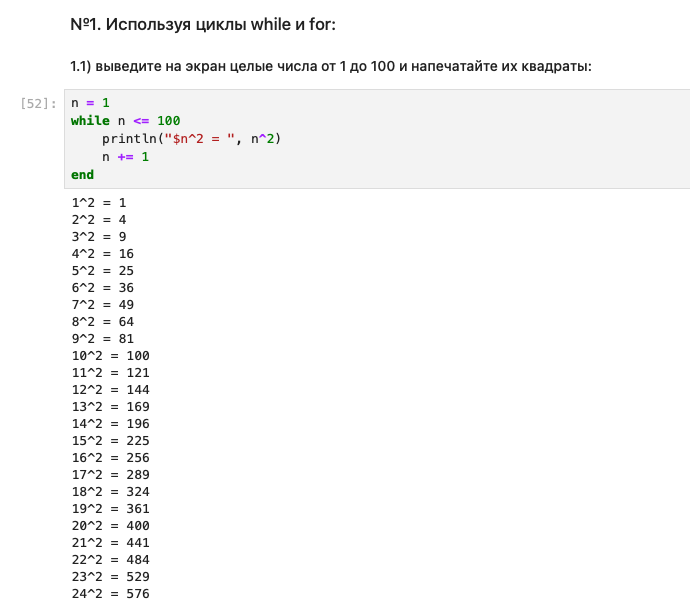 №1. Используя циклы while и for:
1.1) выведите на экран целые числа от 1 до 100 и напечатайте их квадраты:
[52]:
n = 1
while n <= 100
    println("$n^2 = ", n^2)
    n += 1
end
1^2 = 1
2^2 = 4
3^2 = 9
4^2 = 16
5^2 = 25
6^2 = 36
7^2 = 49
8^2 = 64
9^2 = 81
10^2 = 100
11^2 = 121
12^2 = 144
13^2 = 169
14^2 = 196
15^2 = 225
16^2 = 256
17^2 = 289
18^2 = 324
19^2 = 361
20^2 = 400
21^2 = 441
22^2 = 484
23^2 = 529
24^2 = 576